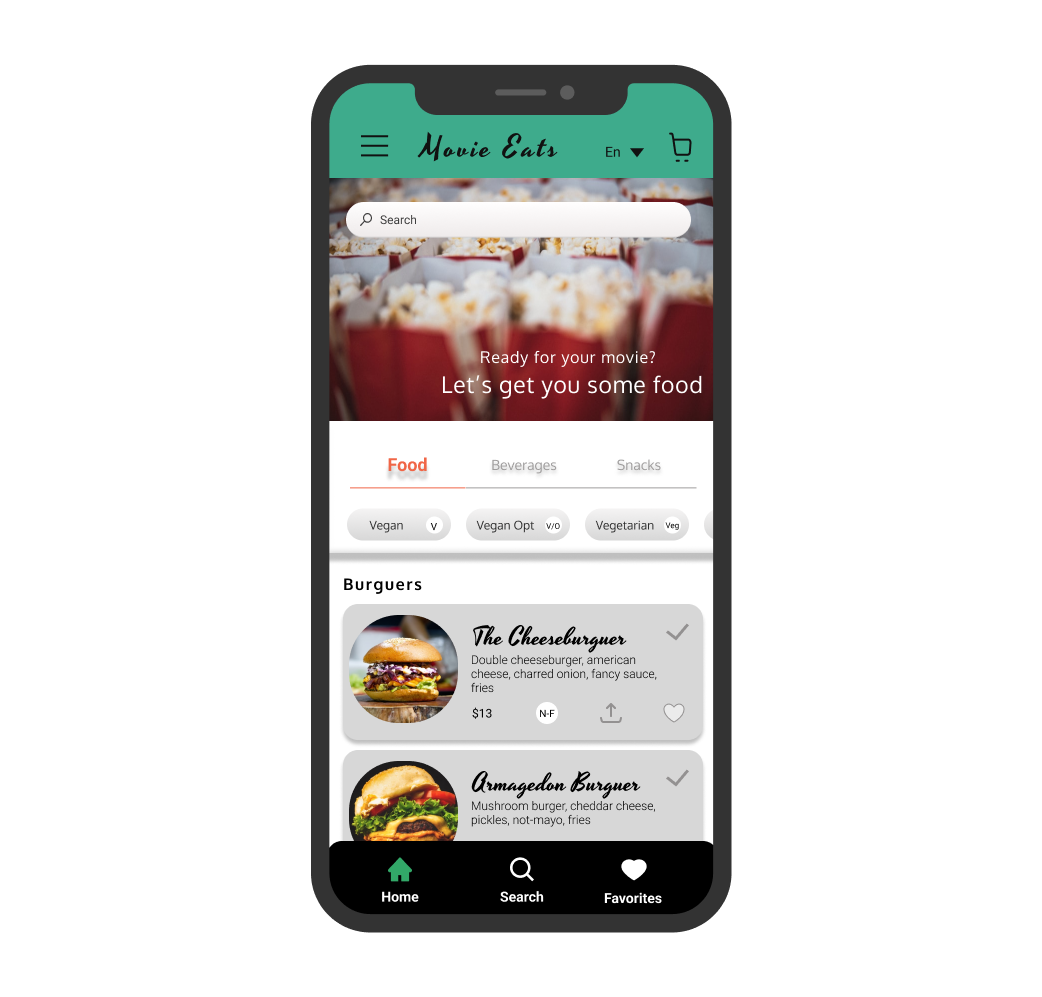 Movie Eats
En
Search
Ready for your movie?
Let's get you some food
Food Beverages Snacks
Vegan V Vegan Opt V/O Vegetarian Veg
Burguers
The Cheeseburguer
Double cheeseburger, american
cheese, charred onion, fancy sauce,
fries
$13 N-F
Armagedon Burguer
Mushroom burger, cheddar cheese,
pickles, not-mayo, fries
Home Search Favorites